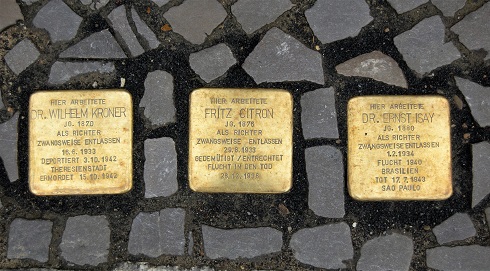 HIER ARBEITETE
DR. WILHELM KRONER
JG. 1870
ALS RICHTER
ZWANGSWEISE ENTLASSEN
15.6.1933
DEPORTIERT 3.10.1942
THERESIENSTADT
ERMORDET 15.10.1942
HIER ARBEITETE
FRITZ CITRON
JG. 1876
ALS RICHTER
ZWANGSWEISE ENTLASSEN
29.9.1933
GEDEMÜTIGT / ENTRECHTET
FLUCHT IN DEN TOD
HIER ARBEITETE
DR. ERNST ISAY
JG. 1880
ALS RICHTER
ZWANGSWEISE ENTLASSEN
1.2.1934
FLUCHT 1940
BRASILIEN
TOT 17.7.1943
SAO PAULO